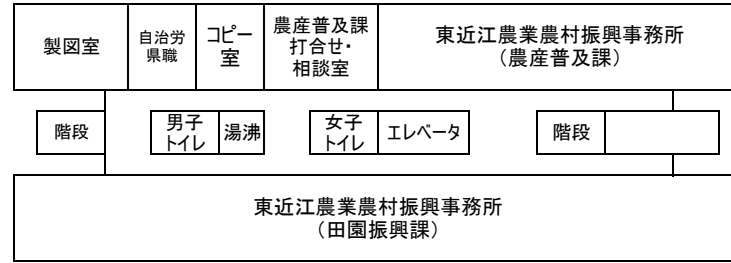 製図室
自治労
県職
コピー
室
農産普及課
打合せ・
相談室
東近江農業農村振興事務所
（農産普及課）
階段
男子
トイレ
湯沸
女子
トイレ
エレベータ
階段
東近江農業農村振興事務所
（田園振興課）